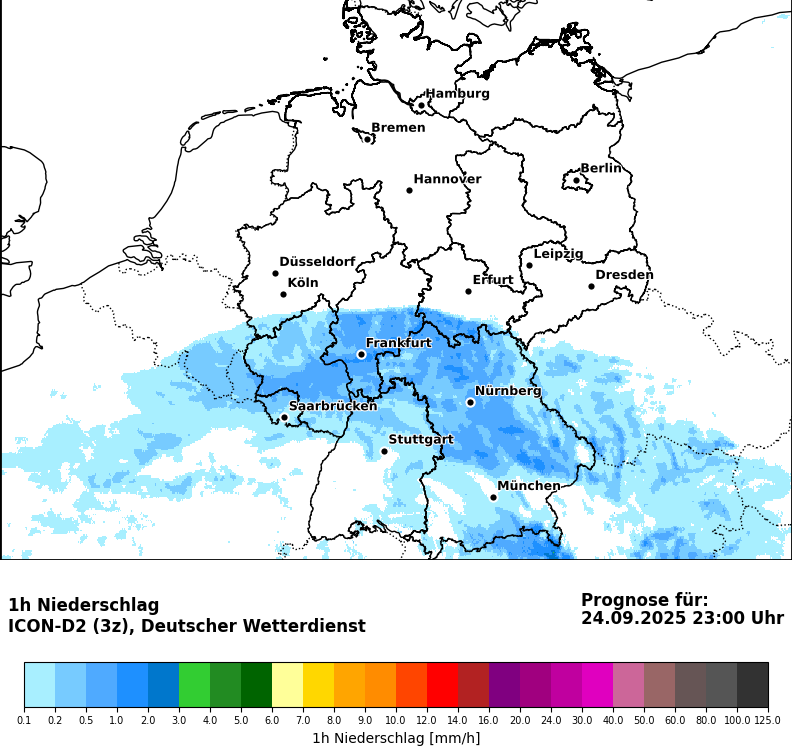 Hamburg
Bremen
Berlin
Hannover
Leipzig
Düsseldorf
Dresden
Köln
Erfurt
Frankfurt
Nürnberg
Saarbrücken
Stuttgart
München
1h Niederschlag
ICON-D2 (3z), Deutscher Wetterdienst
Prognose für:
24.09.2025 23:00 Uhr
0.1 0.2 0.5 1.0 2.0 3.0 4.0 5.0 6.0 7.0 8.0 9.0 10.0 12.0 14.0 16.0 20.0 24.0 30.0 40.0 50.0 60.0 80.0 100.0 125.0
1h Niederschlag [mm/h]